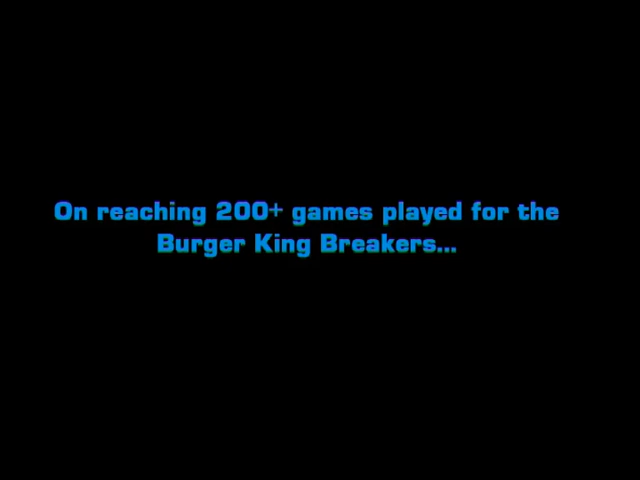 On reaching 200+ games played for the
Burger King Breakers...